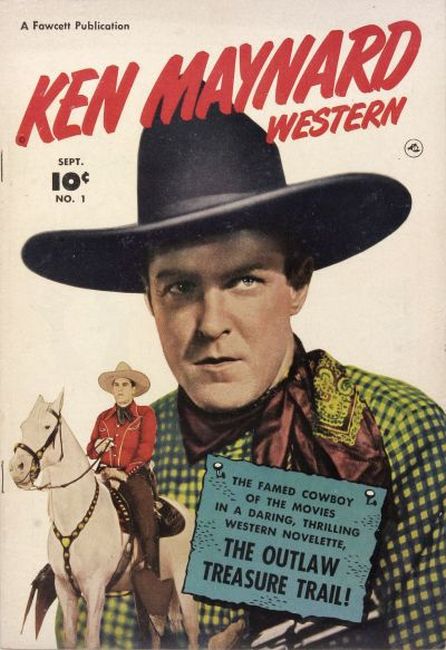 A Fawcett Publication
KEN MAYNARD
WESTERN
SEPT.
10¢
NO. 1
THE FAMED COWBOY
OF THE MOVIES
IN A DARING, THRILLING
WESTERN NOVELETTE,
THE OUTLAW
TREASURE TRAIL!